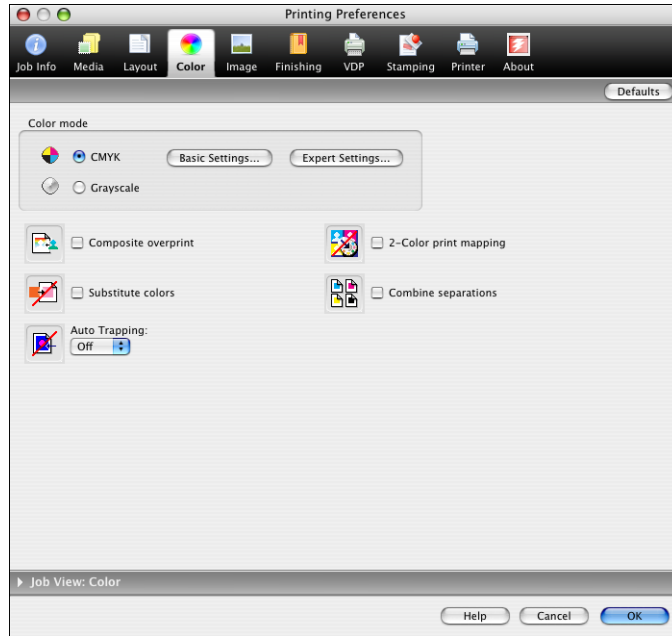 Printing Preferences
Job Info Media Layout Color Image Finishing VDP Stamping Printer About
Defaults
Color mode
CMYK Basic Settings... Expert Settings...
Grayscale
Composite overprint 2-Color print mapping
Substitute colors Combine separations
Auto Trapping:
Off
Job View: Color
Help Cancel OK